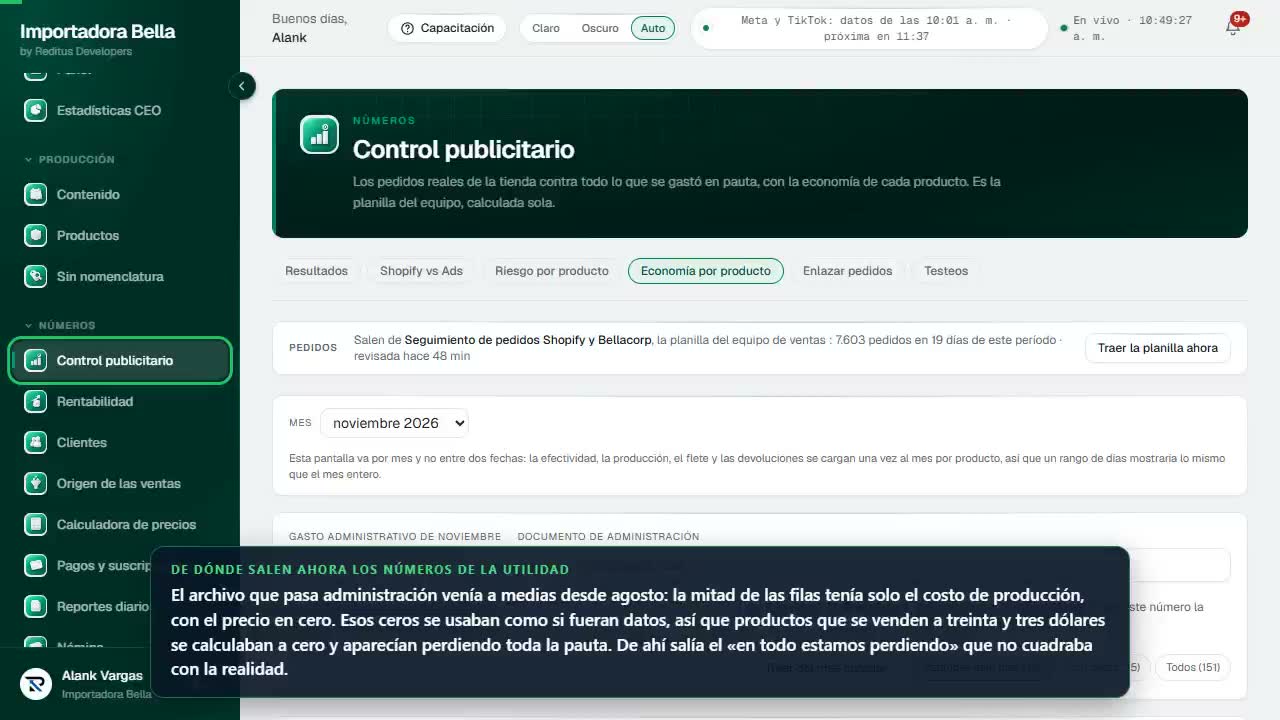 Importadora Bella
by Reditus Developers
Estadísticas CEO
PRODUCCIÓN
Contenido
Productos
Sin nomenclatura
NÚMEROS
Control publicitario
Rentabilidad
Clientes
Origen de las ventas
Calculadora de precios
Pagos y suscrip
Reportes diario
Alank Vargas
Importadora Bella
Buenos días,
Alank
Capacitación
Claro
Oscuro
Auto
Meta y TikTok: datos de las 10:01 a. m. ·
próxima en 11:37
En vivo · 10:49:27
a. m.
9+
NÚMEROS
Control publicitario
Los pedidos reales de la tienda contra todo lo que se gastó en pauta, con la economía de cada producto. Es la
planilla del equipo, calculada sola.
Resultados
Shopify vs Ads
Riesgo por producto
Economía por producto
Enlazar pedidos
Testeos
PEDIDOS
Salen de Seguimiento de pedidos Shopify y Bellacorp, la planilla del equipo de ventas : 7.603 pedidos en 19 días de este período ·
revisada hace 48 min
Traer la planilla ahora
MES
noviembre 2026
Esta pantalla va por mes y no entre dos fechas: la efectividad, la producción, el flete y las devoluciones se cargan una vez al mes por producto, así que un rango de días mostraría lo mismo
que el mes entero.
GASTO ADMINISTRATIVO DE NOVIEMBRE
DOCUMENTO DE ADMINISTRACIÓN
ste número la
5)
Todos (151)
DE DÓNDE SALEN AHORA LOS NÚMEROS DE LA UTILIDAD
El archivo que pasa administración venía a medias desde agosto: la mitad de las filas tenía solo el costo de producción,
con el precio en cero. Esos ceros se usaban como si fueran datos, así que productos que se venden a treinta y tres dólares
se calculaban a cero y aparecían perdiendo toda la pauta. De ahí salía el «en todo estamos perdiendo» que no cuadraba
con la realidad.